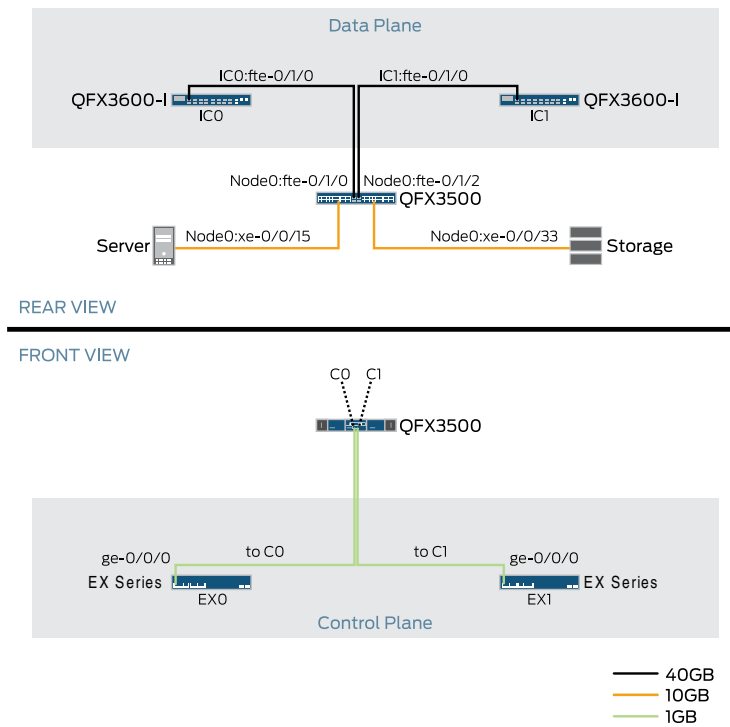 Data Plane
IC0:fte-0/1/0
IC1:fte-0/1/0
QFX3600-I
IC0
IC1
QFX3600-I
Node0:fte-0/1/0
Node0:fte-0/1/2
QFX3500
Server
Node0:xe-0/0/15
Node0:xe-0/0/33
Storage
REAR VIEW
FRONT VIEW
C0
C1
QFX3500
ge-0/0/0
to C0
to C1
ge-0/0/0
EX Series
EX0
EX1
EX Series
Control Plane
40GB
10GB
1GB